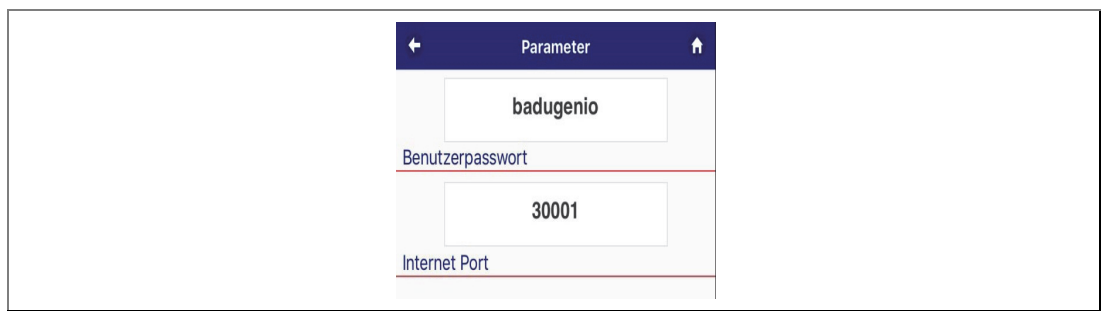 Parameter
badugenio
Benutzerpasswort
30001
Internet Port